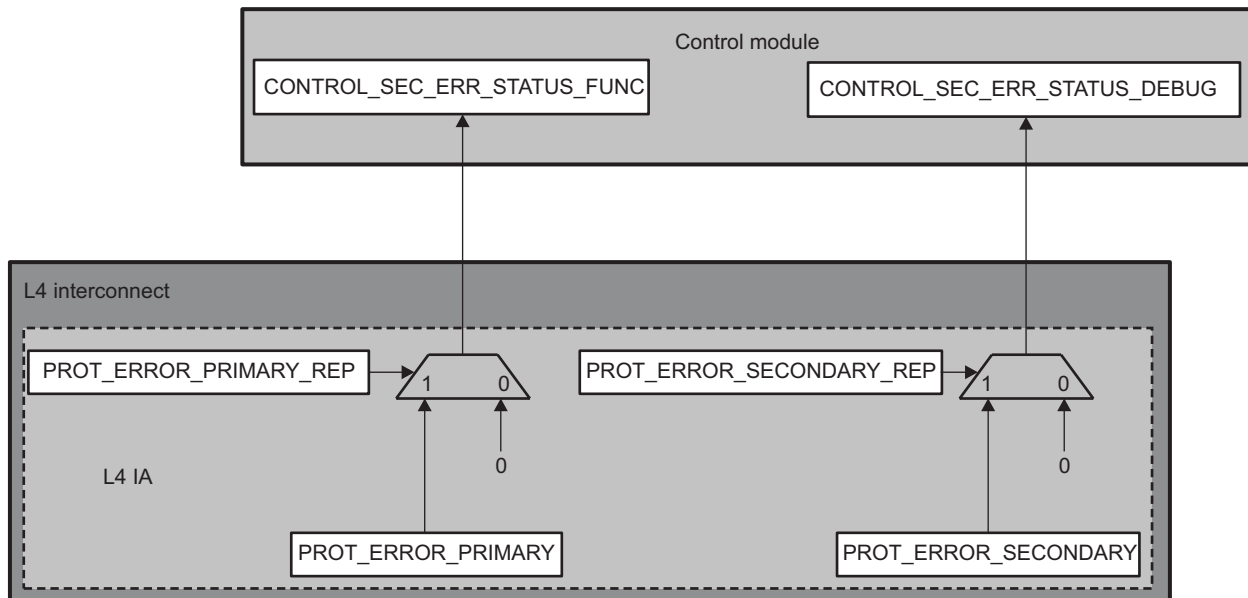 Control module
CONTROL_SEC_ERR_STATUS_FUNC
CONTROL_SEC_ERR_STATUS_DEBUG
L4 interconnect
PROT_ERROR_PRIMARY_REP
1
0
PROT_ERROR_SECONDARY_REP
1
0
0
0
L4 IA
PROT_ERROR_PRIMARY
PROT_ERROR_SECONDARY